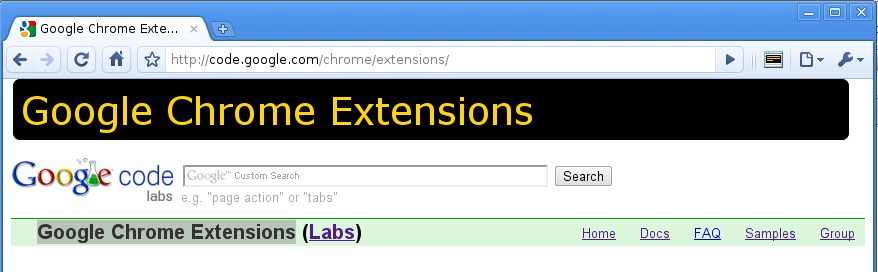 Google Chrome Exte...
http://code.google.com/chrome/extensions/
Google Chrome Extensions
Google code
labs
Google™ Custom Search
Search
e.g. "page action" or "tabs"
Google Chrome Extensions (Labs)
Home Docs FAQ Samples Group